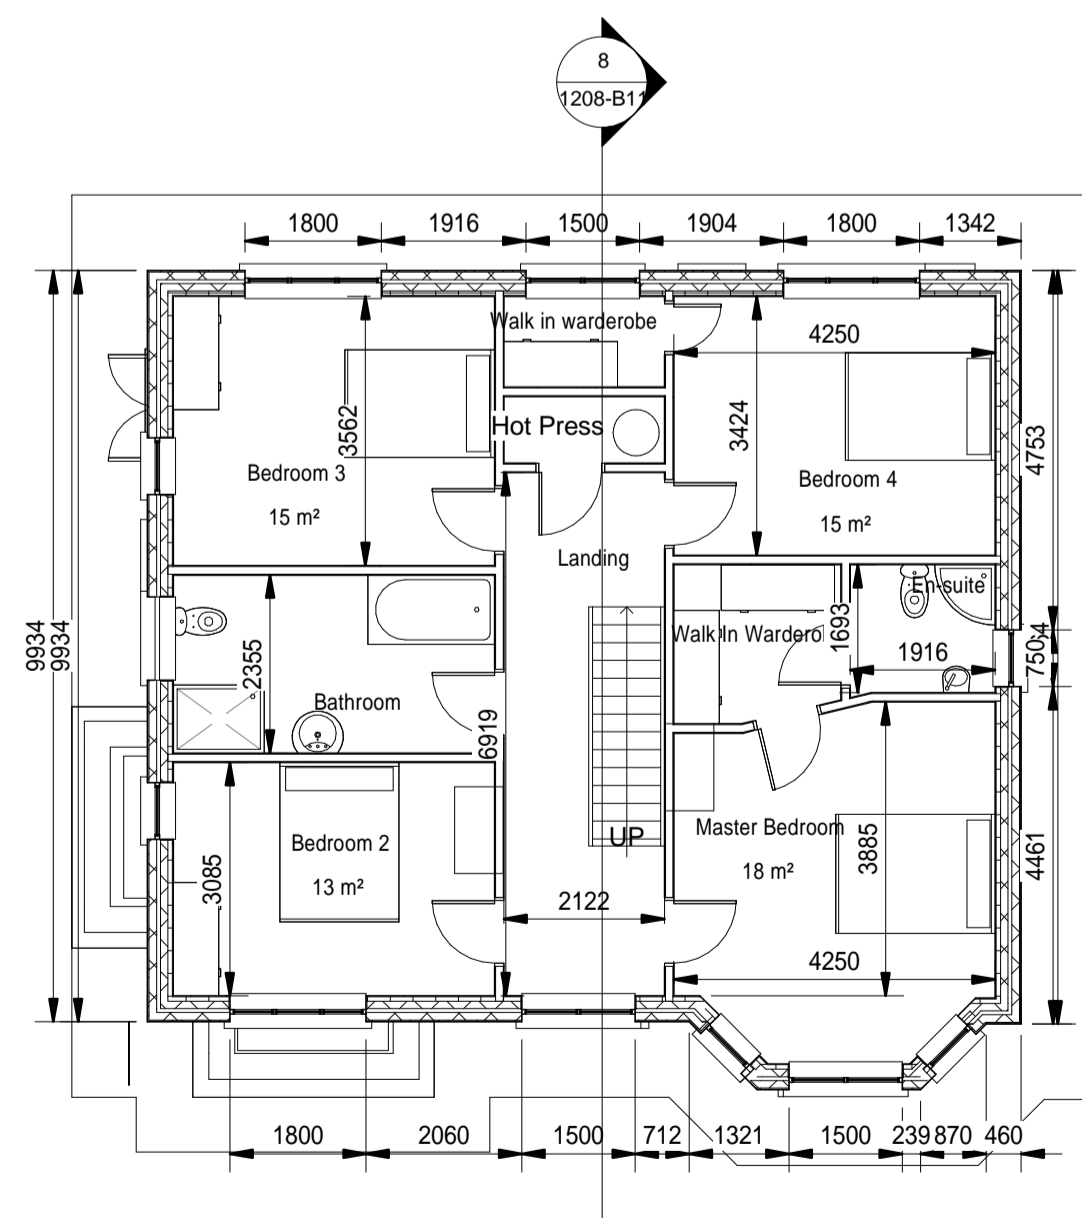 8
1208-B11
1800 1916 1500 1904 1800 1342
Walk in warderobe
4250
3562
3424
Hot Press
4753
Bedroom 3
15 m²
Bedroom 4
15 m²
Landing
En-suite
9934
9934
Walk In Wardero
1693
1916
750
2355
Bathroom
6919
UP
Master Bedroom
18 m²
3885
4461
Bedroom 2
13 m²
3085
2122
4250
1800 2060 1500 712 1321 1500 239 870 460